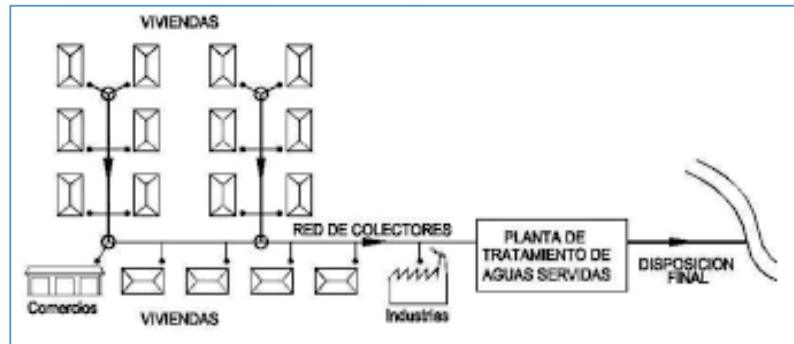 VIVIENDAS
RED DE COLECTORES
PLANTA DE
TRATAMIENTO DE
AGUAS SERVIDAS
DISPOSICION
FINAL
Comercios
VIVIENDAS
Industrias